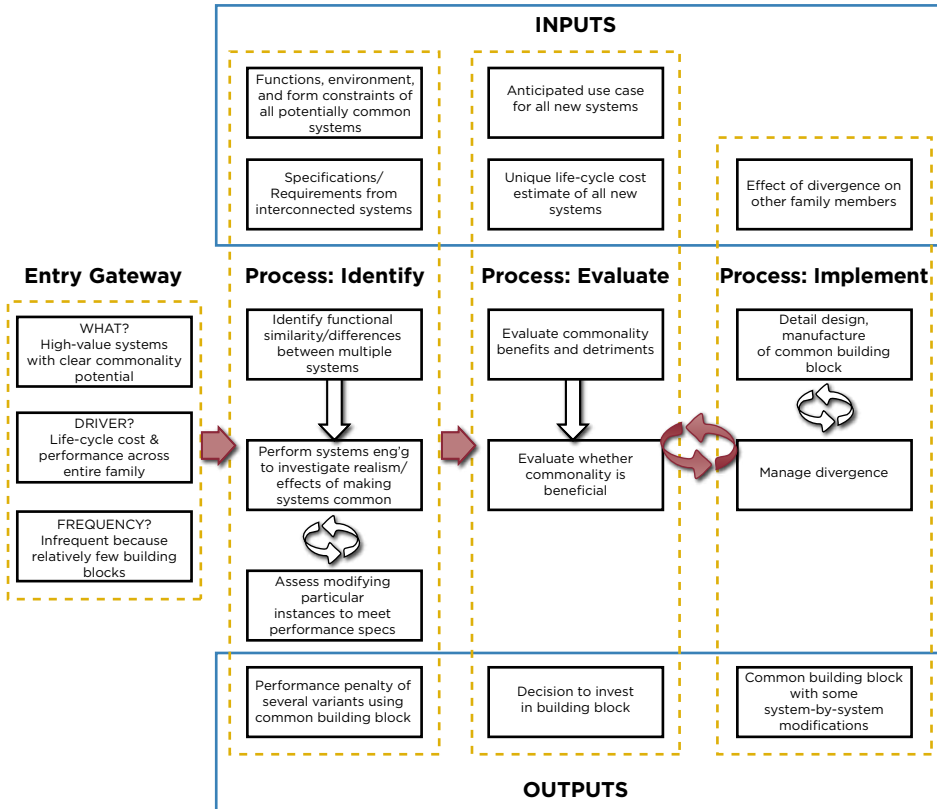 INPUTS
Functions, environment,
and form constraints of
all potentially common
systems
Anticipated use case
for all new systems
Specifications/
Requirements from
interconnected systems
Unique life-cycle cost
estimate of all new
systems
Effect of divergence on
other family members
Entry Gateway
Process: Identify
Process: Evaluate
Process: Implement
WHAT?
High-value systems
with clear commonality
potential
DRIVER?
Life-cycle cost &
performance across
entire family
FREQUENCY?
Infrequent because
relatively few building
blocks
Identify functional
similarity/differences
between multiple
systems
Perform systems eng'g
to investigate realism/
effects of making
systems common
Assess modifying
particular
instances to meet
performance specs
Evaluate commonality
benefits and detriments
Evaluate whether
commonality is
beneficial
Detail design,
manufacture
of common building
block
Manage divergence
Performance penalty of
several variants using
common building block
Decision to invest
in building block
Common building block
with some
system-by-system
modifications
OUTPUTS